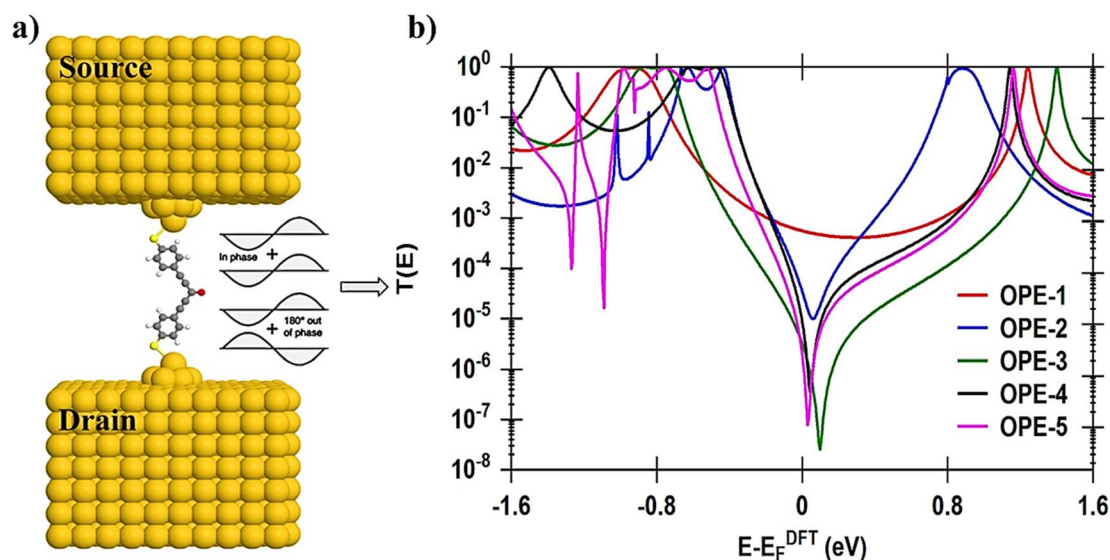 a)
Source
In phase +
+ 180° out
of phase
Drain
b)
T(E)
10⁰
10⁻¹
10⁻²
10⁻³
10⁻⁴
10⁻⁵
10⁻⁶
10⁻⁷
10⁻⁸
OPE-1
OPE-2
OPE-3
OPE-4
OPE-5
-1.6 -0.8 0 0.8 1.6
E-E_F^DFT (eV)